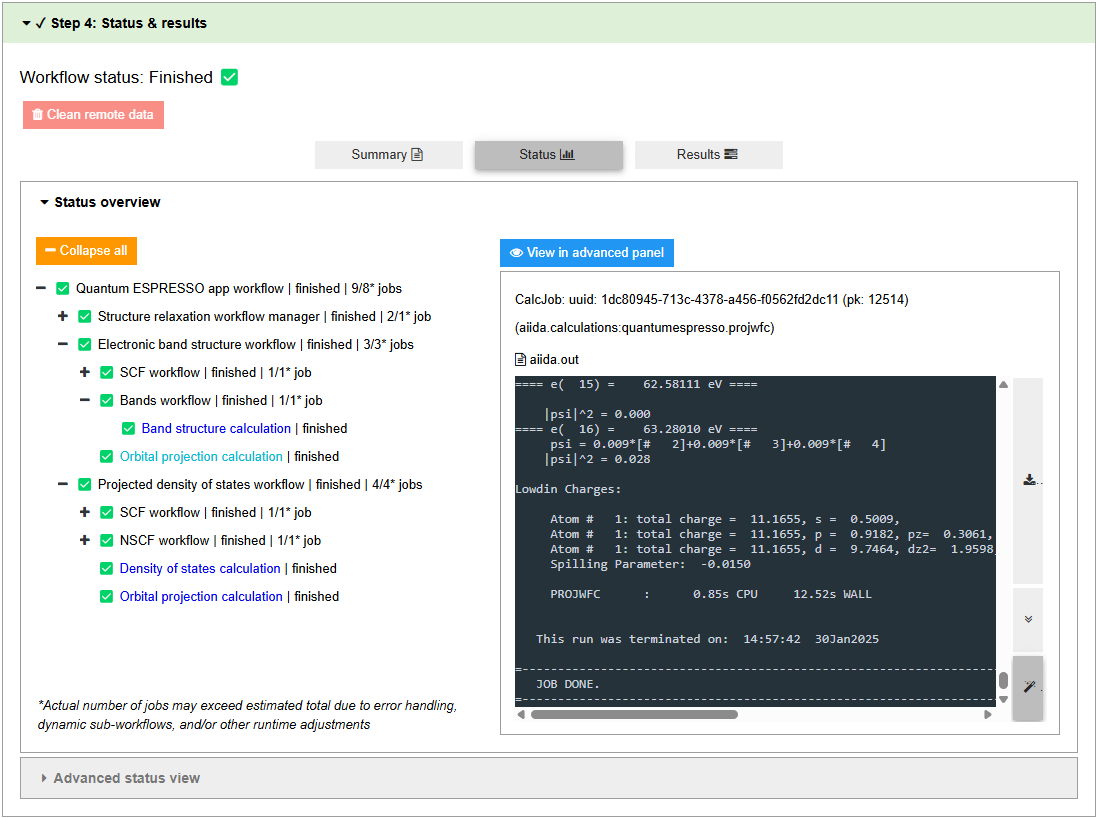 Step 4: Status & results
Workflow status: Finished
Clean remote data
Summary
Status
Results
Status overview
Collapse all
Quantum ESPRESSO app workflow | finished | 9/8* jobs
Structure relaxation workflow manager | finished | 2/1* job
Electronic band structure workflow | finished | 3/3* jobs
SCF workflow | finished | 1/1* job
Bands workflow | finished | 1/1* job
Band structure calculation | finished
Orbital projection calculation | finished
Projected density of states workflow | finished | 4/4* jobs
SCF workflow | finished | 1/1* job
NSCF workflow | finished | 1/1* job
Density of states calculation | finished
Orbital projection calculation | finished
*Actual number of jobs may exceed estimated total due to error handling,
dynamic sub-workflows, and/or other runtime adjustments
View in advanced panel
CalcJob: uuid: 1dc80945-713c-4378-a456-f0562fd2dc11 (pk: 12514)
(aiida.calculations:quantumespresso.projwfc)
aiida.out
==== e(  15) =    62.58111 eV ====
|psi|^2 = 0.000
==== e(  16) =    63.28010 eV ====
psi = 0.009*[#   2]+0.009*[#   3]+0.009*[#   4]
|psi|^2 = 0.028
Lowdin Charges:
Atom #   1: total charge =  11.1655, s =  0.5009,
Atom #   1: total charge =  11.1655, p =  0.9182, pz=  0.3061,
Atom #   1: total charge =  11.1655, d =  9.7464, dz2=  1.9598,
Spilling Parameter:  -0.0150
PROJWFC      :      0.85s CPU     12.52s WALL
This run was terminated on:  14:57:42  30Jan2025
=--------------------------------------------------------------------
JOB DONE.
=--------------------------------------------------------------------
Advanced status view